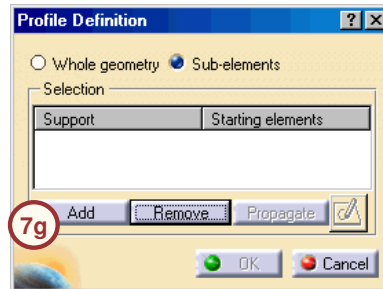 Profile Definition
? X
Whole geometry Sub-elements
Selection
Support Starting elements
Add Remove Propagate
7g
OK Cancel